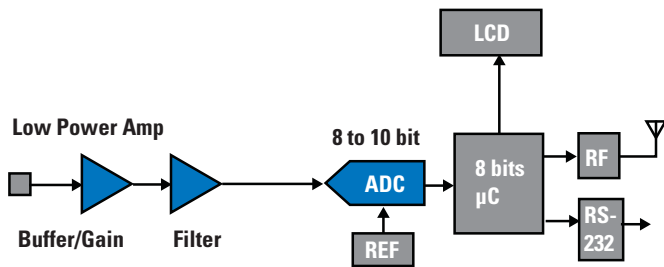 LCD
Low Power Amp
8 to 10 bit
ADC
8 bits
µC
RF
RS-
232
Buffer/Gain
Filter
REF